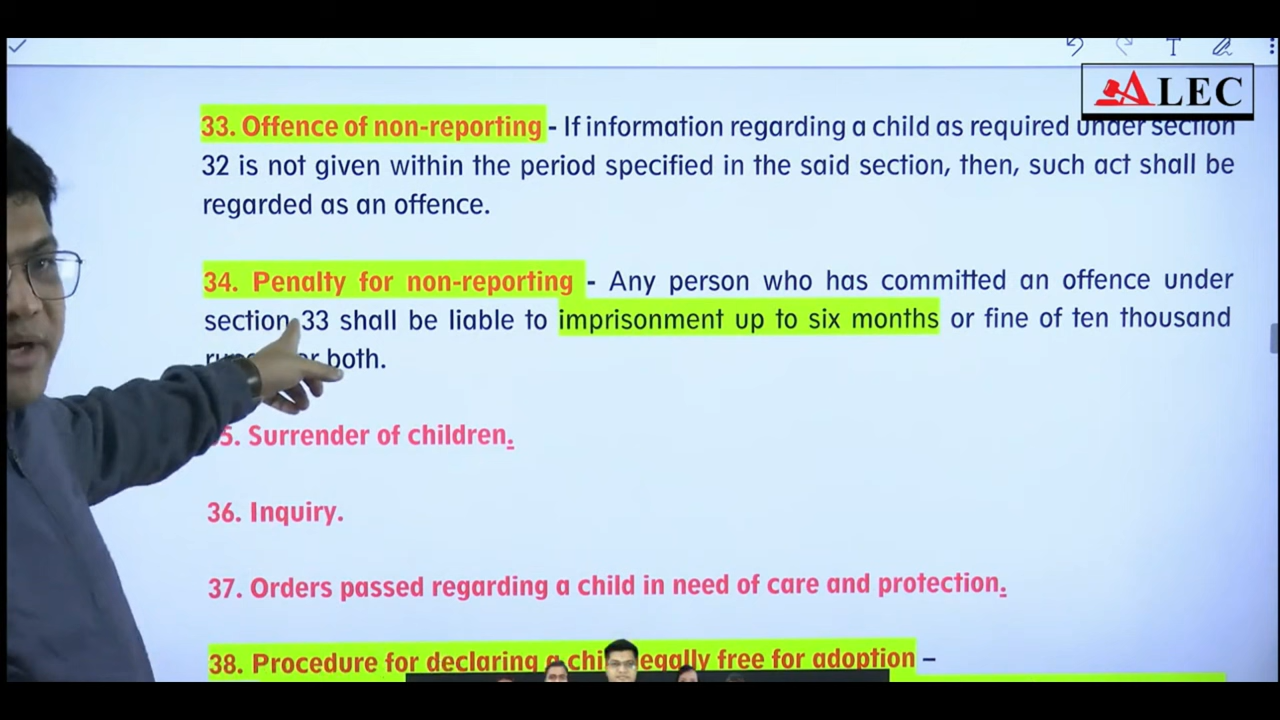 ALEC
33. Offence of non-reporting - If information regarding a child as required under section
32 is not given within the period specified in the said section, then, such act shall be
regarded as an offence.
34. Penalty for non-reporting - Any person who has committed an offence under
section 33 shall be liable to imprisonment up to six months or fine of ten thousand
both.
5. Surrender of children.
36. Inquiry.
37. Orders passed regarding a child in need of care and protection.
38. Procedure for declaring a legally free for adoption –